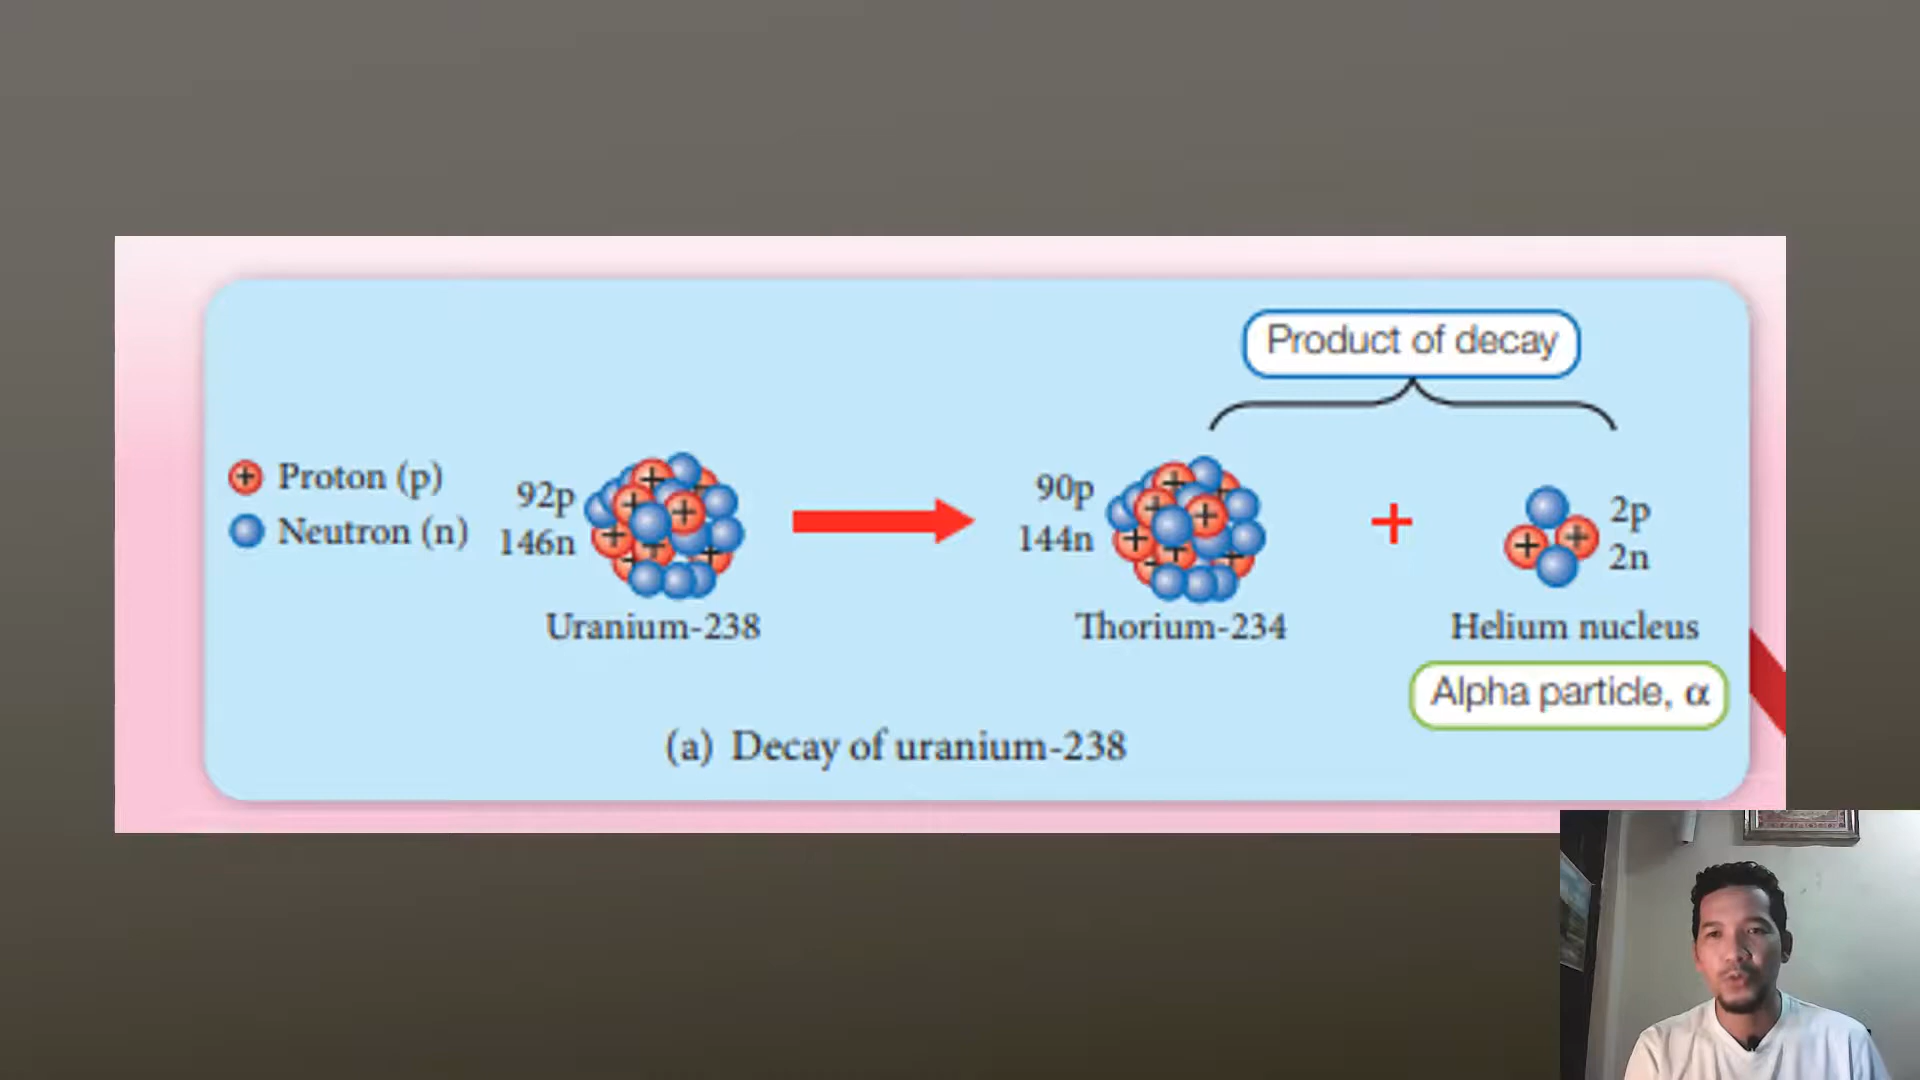 Product of decay
+ Proton (p)
Neutron (n)
92p
146n
Uranium-238
90p
144n
Thorium-234
+
2p
2n
Helium nucleus
Alpha particle, α
(a) Decay of uranium-238